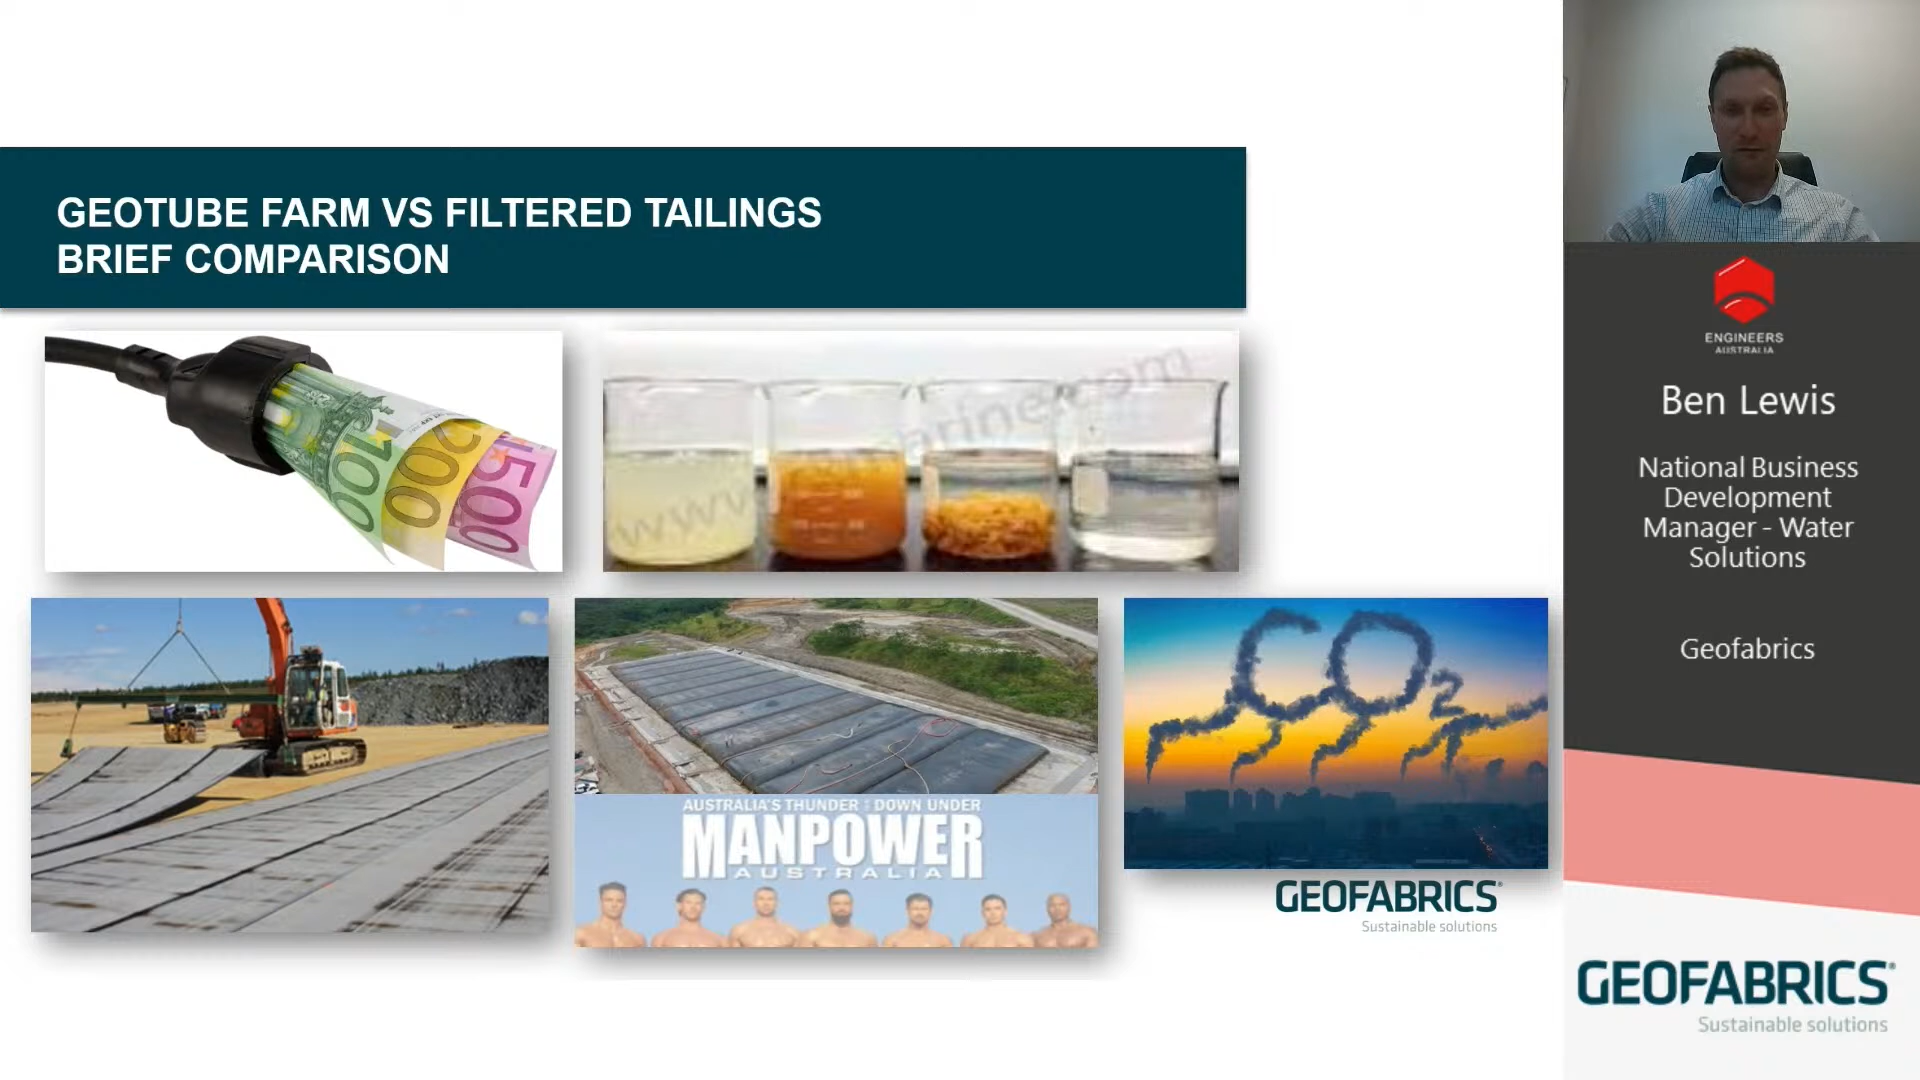 GEOTUBE FARM VS FILTERED TAILINGS
BRIEF COMPARISON
100
200
500
AUSTRALIA'S THUNDER DOWN UNDER
MANPOWER
AUSTRALIA
CO2
GEOFABRICS
Sustainable solutions
ENGINEERS
AUSTRALIA
Ben Lewis
National Business
Development
Manager - Water
Solutions
Geofabrics
GEOFABRICS
Sustainable solutions